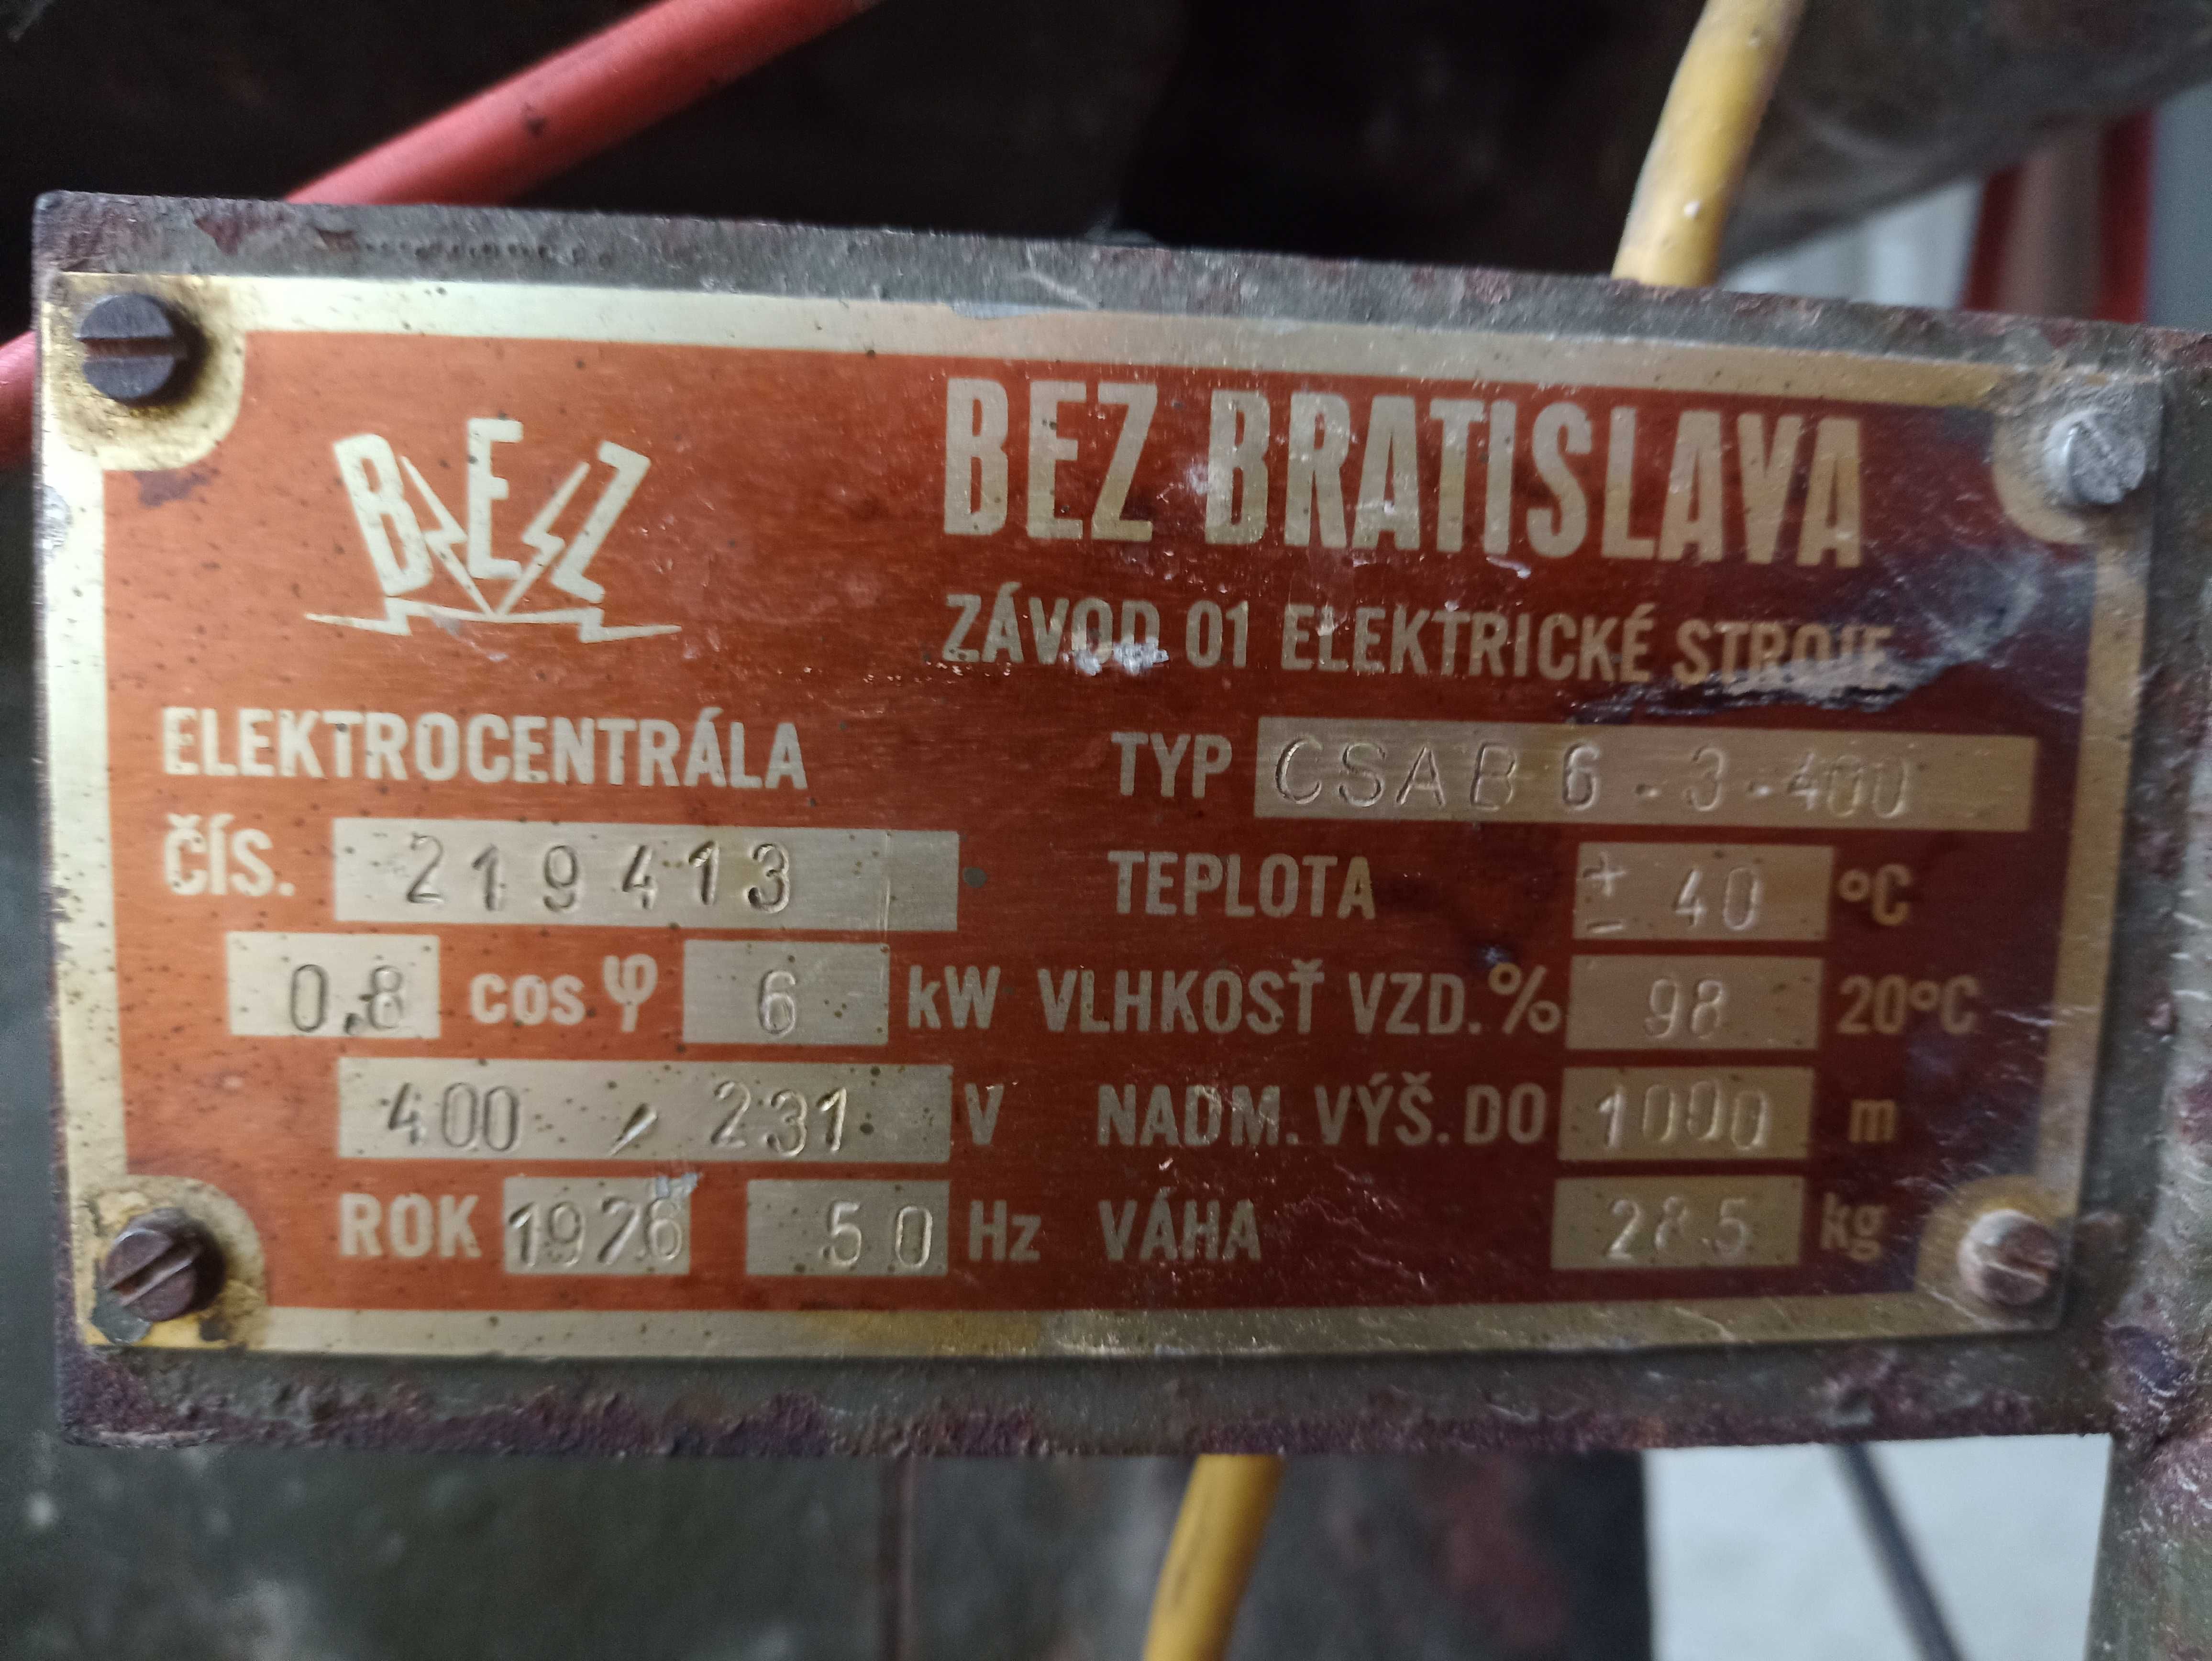 BEZ
BEZ BRATISLAVA
ZÁVOD 01 ELEKTRICKÉ STROJE
ELEKTROCENTRÁLA
TYP CSAB 6-3-400
ČÍS. 219413
TEPLOTA ± 40 °C
0,8 cos φ 6 kW
VLHKOSŤ VZD. % 98 20°C
400 / 231 V
NADM. VÝŠ. DO 1000 m
ROK 1976 50 Hz
VÁHA 285 kg